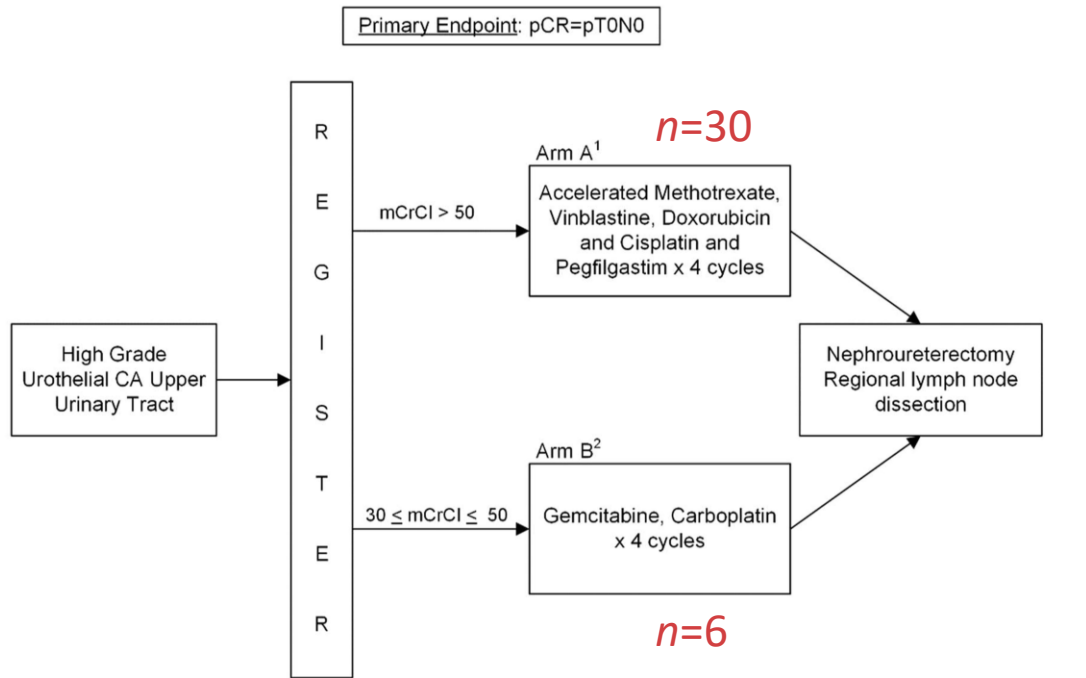 Primary Endpoint: pCR=pT0N0
High Grade
Urothelial CA Upper
Urinary Tract
R
E
G
I
S
T
E
R
mCrCl > 50
n=30
Arm A¹
Accelerated Methotrexate,
Vinblastine, Doxorubicin
and Cisplatin and
Pegfilgastim x 4 cycles
30 ≤ mCrCl ≤ 50
Arm B²
Gemcitabine, Carboplatin
x 4 cycles
n=6
Nephroureterectomy
Regional lymph node
dissection